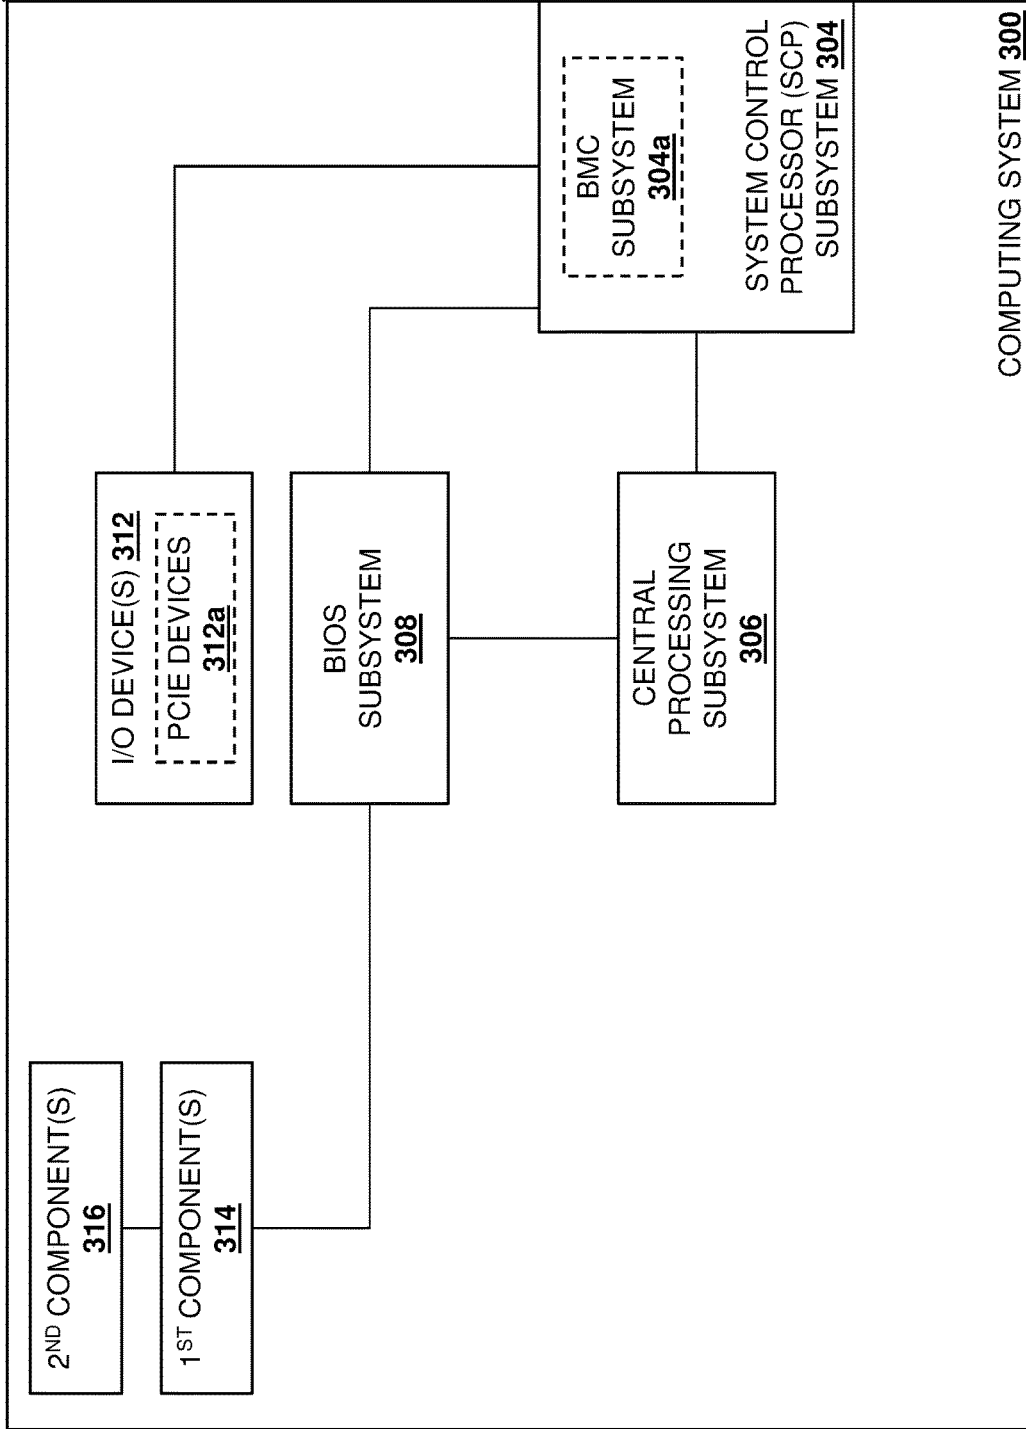 2ND COMPONENT(S)
316
1ST COMPONENT(S)
314
I/O DEVICE(S) 312
PCIE DEVICES
312a
BIOS
SUBSYSTEM
308
CENTRAL
PROCESSING
SUBSYSTEM
306
BMC
SUBSYSTEM
304a
SYSTEM CONTROL
PROCESSOR (SCP)
SUBSYSTEM 304
COMPUTING SYSTEM 300